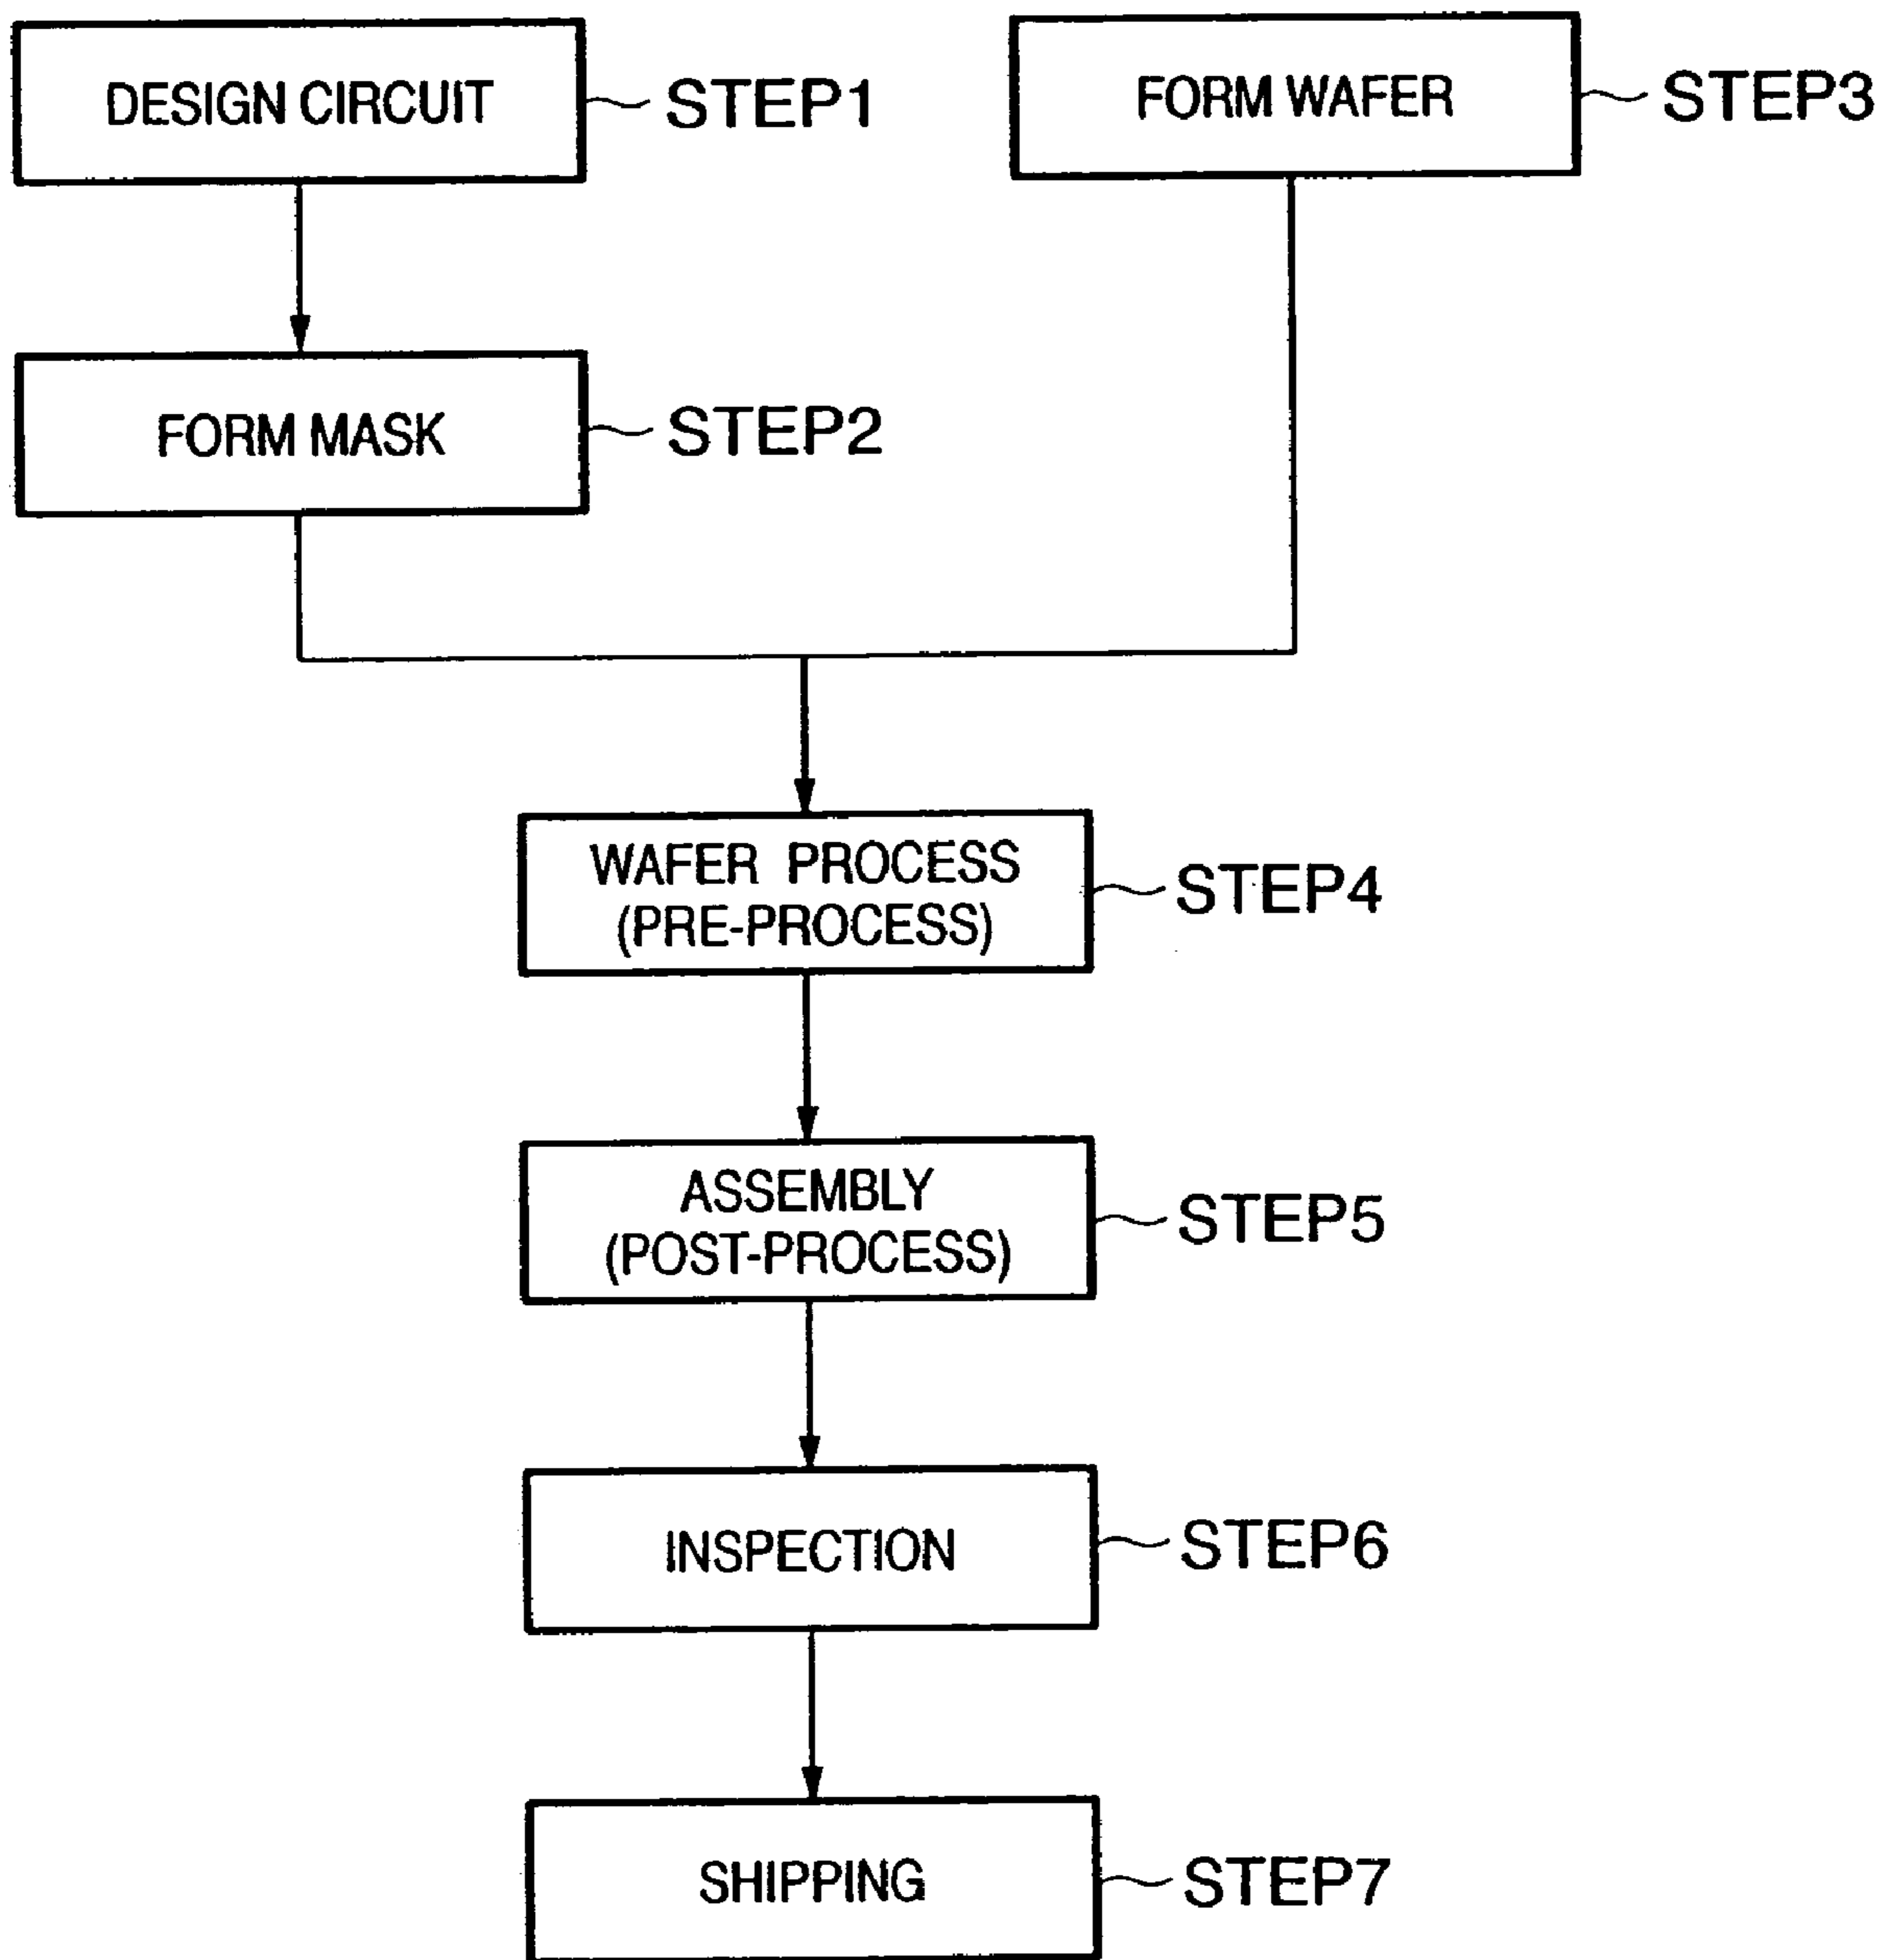 DESIGN CIRCUIT
STEP1
FORM WAFER
STEP3
FORM MASK
STEP2
WAFER PROCESS
(PRE-PROCESS)
STEP4
ASSEMBLY
(POST-PROCESS)
STEP5
INSPECTION
STEP6
SHIPPING
STEP7